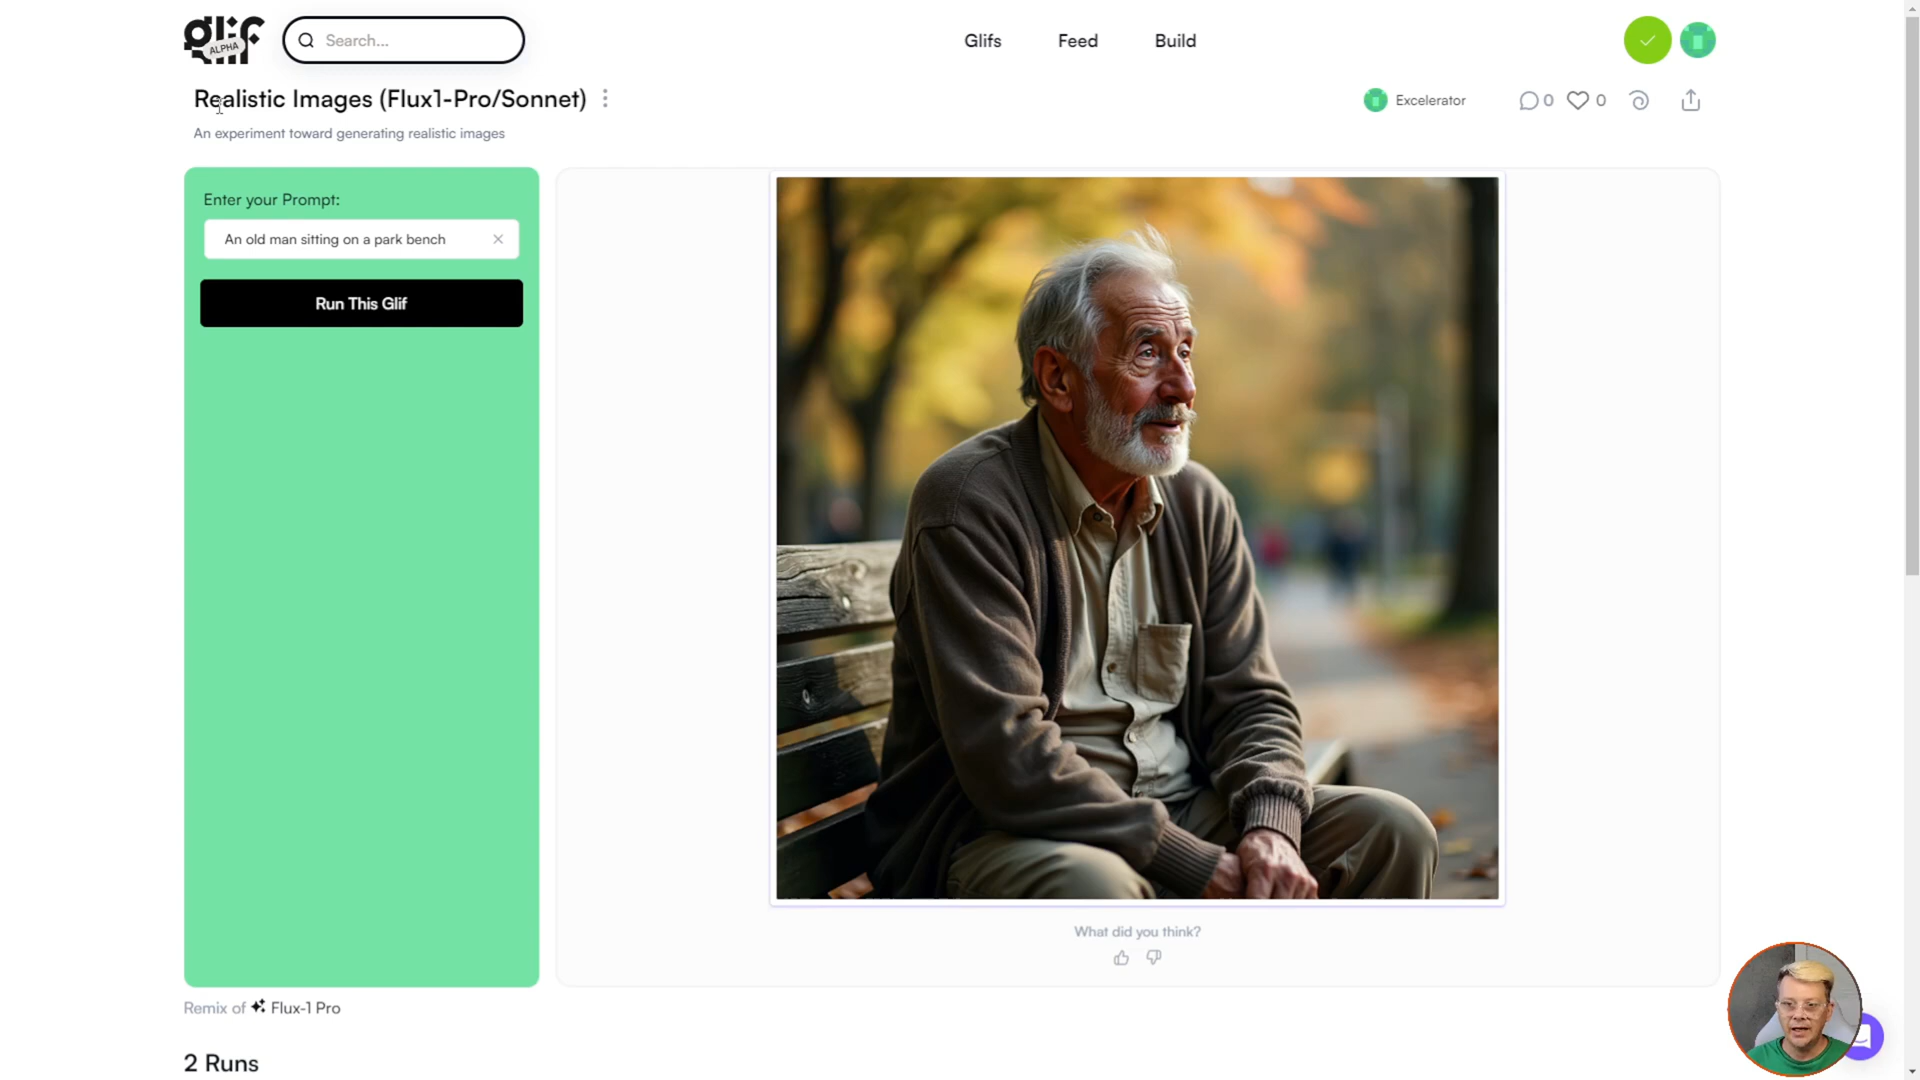 glif
ALPHA
Search...
Glifs
Feed
Build
Realistic Images (Flux1-Pro/Sonnet)
Excelerator
0
0
An experiment toward generating realistic images
Enter your Prompt:
An old man sitting on a park bench
Run This Glif
What did you think?
Remix of Flux-1 Pro
2 Runs